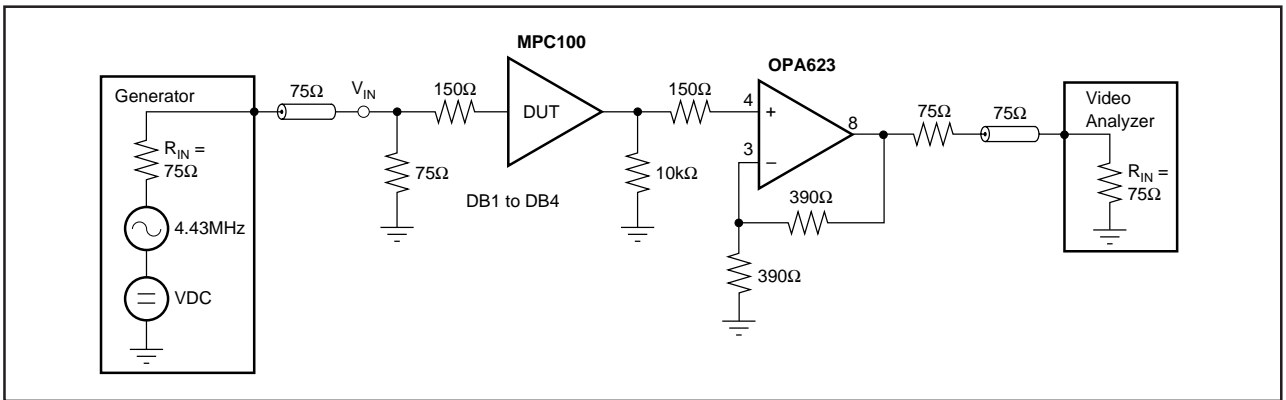 MPC100
OPA623
Generator
75Ω
V_IN
150Ω
DUT
150Ω
4
+
8
75Ω
75Ω
Video
Analyzer
R_IN =
75Ω
75Ω
DB1 to DB4
10kΩ
3
−
390Ω
R_IN =
75Ω
4.43MHz
390Ω
VDC